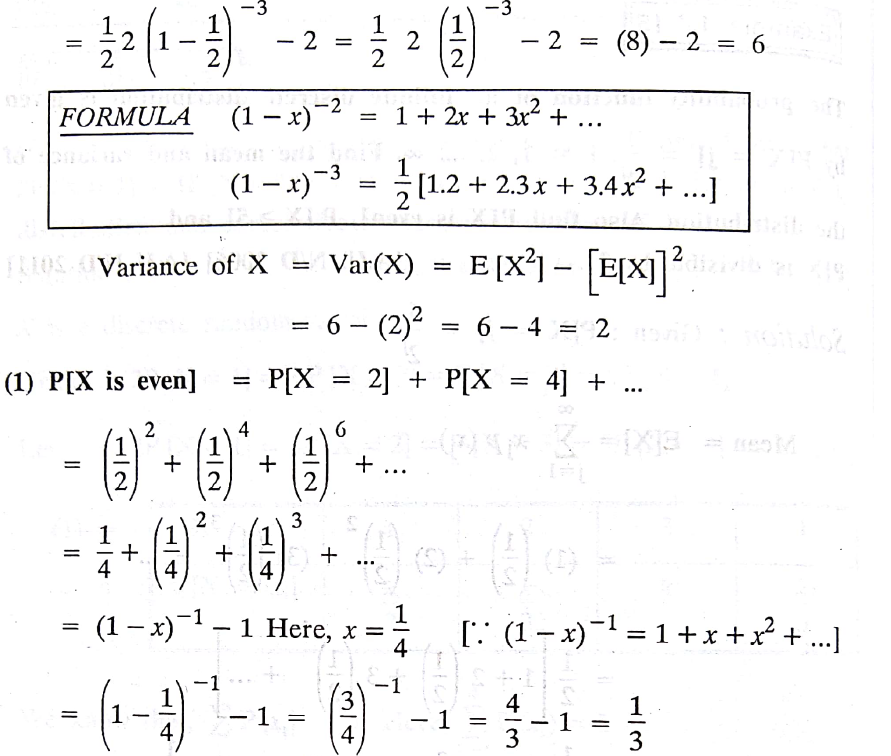 = 1/2 2 (1 − 1/2)^−3 − 2 = 1/2 2 (1/2)^−3 − 2 = (8) − 2 = 6
FORMULA (1 − x)^−2 = 1 + 2x + 3x^2 + ...
(1 − x)^−3 = 1/2 [1.2 + 2.3x + 3.4x^2 + ...]
Variance of X = Var(X) = E [X^2] − [E[X]]^2
= 6 − (2)^2 = 6 − 4 = 2
(1) P[X is even] = P[X = 2] + P[X = 4] + ...
= (1/2)^2 + (1/2)^4 + (1/2)^6 + ...
= 1/4 + (1/4)^2 + (1/4)^3 + ...
= (1 − x)^−1 − 1 Here, x = 1/4 [∵ (1 − x)^−1 = 1 + x + x^2 + ...]
= (1 − 1/4)^−1 − 1 = (3/4)^−1 − 1 = 4/3 − 1 = 1/3